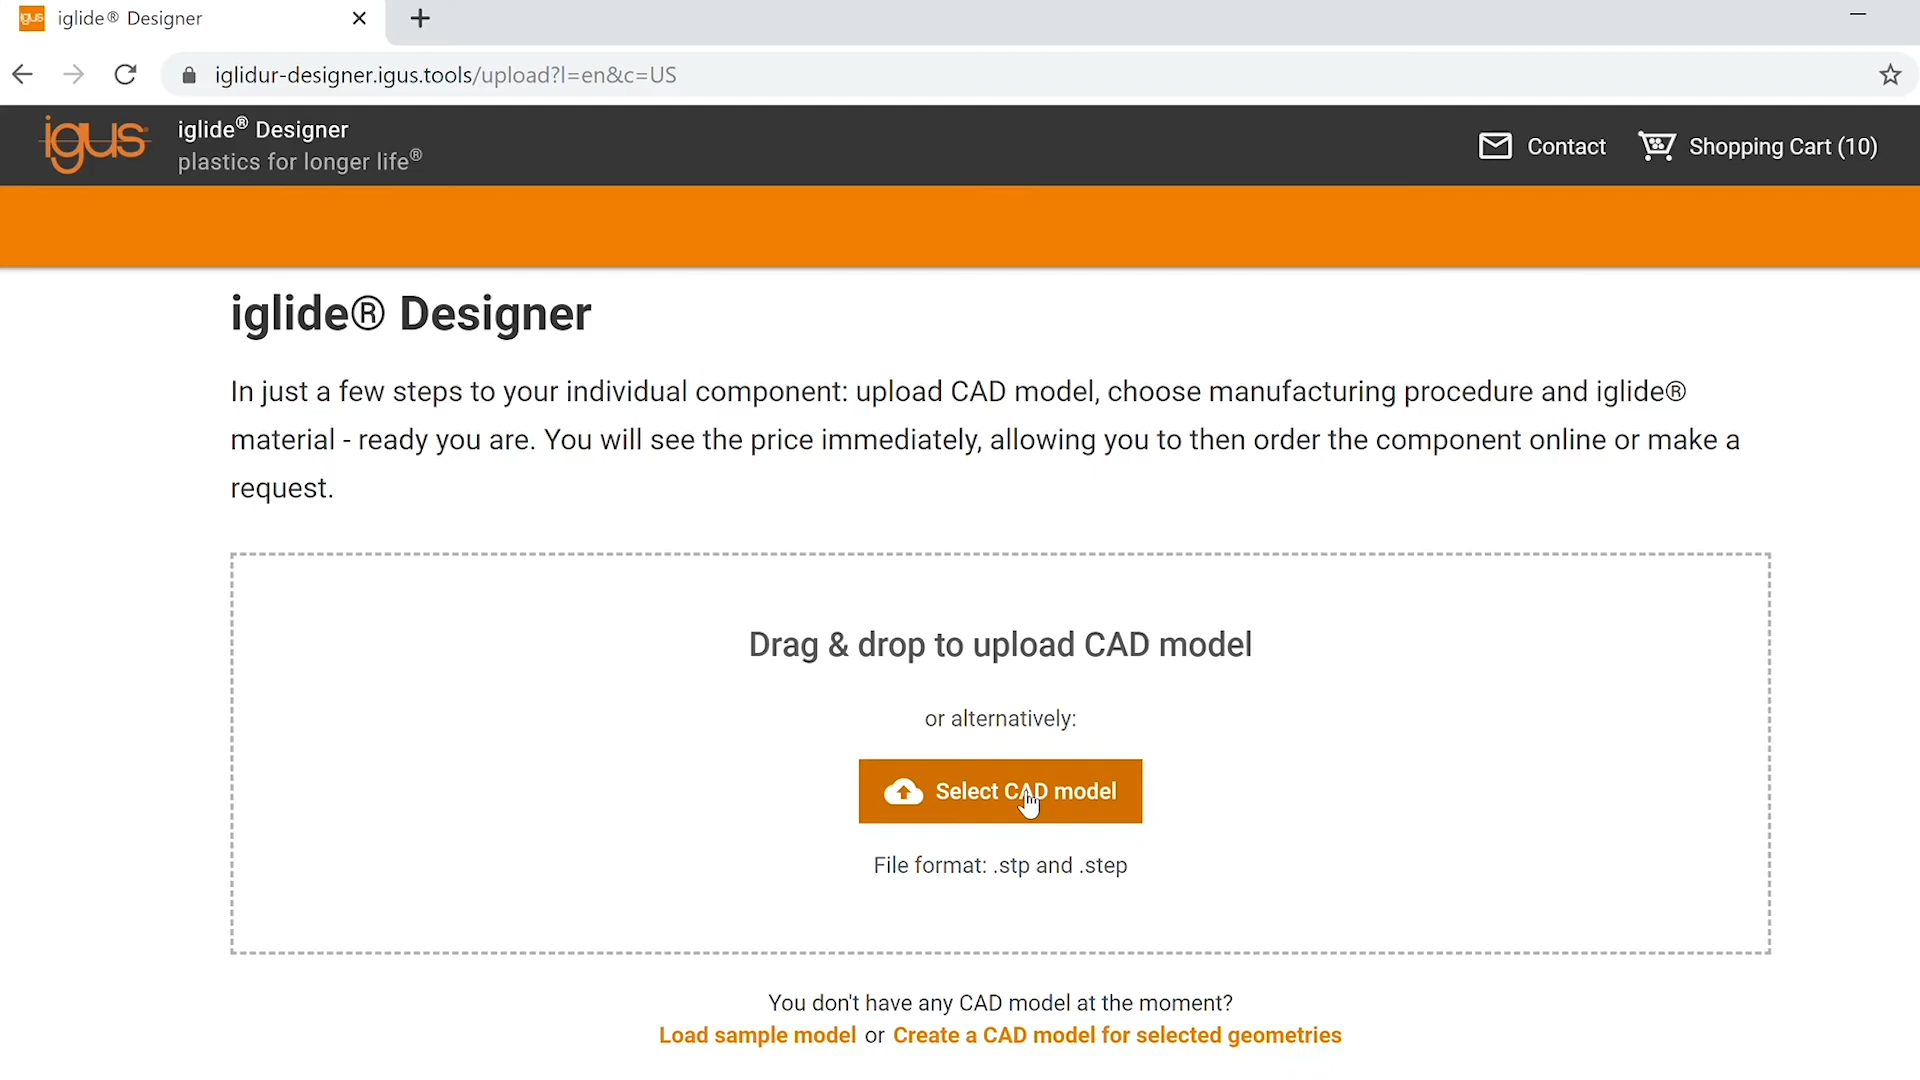 igus iglide® Designer
iglidur-designer.igus.tools/upload?l=en&c=US
igus
iglide® Designer
plastics for longer life®
Contact
Shopping Cart (10)
iglide® Designer
In just a few steps to your individual component: upload CAD model, choose manufacturing procedure and iglide®
material - ready you are. You will see the price immediately, allowing you to then order the component online or make a
request.
Drag & drop to upload CAD model
or alternatively:
Select CAD model
File format: .stp and .step
You don't have any CAD model at the moment?
Load sample model or Create a CAD model for selected geometries